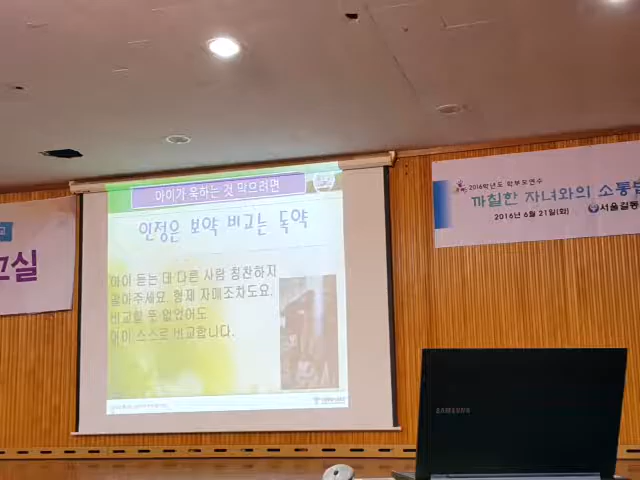 교
교실
아이가 욱하는 것 막으려면
인정은 보약 비교는 독약
아이 듣는 데 다른 사람 칭찬하지
말아주세요. 형제 자매조차도요.
비교할 뜻 없었어도
아이 스스로 비교합니다.
2016학년도 학부모연수
까칠한 자녀와의 소통
2016년 6월 21일(화)
서울길동
SAMSUNG